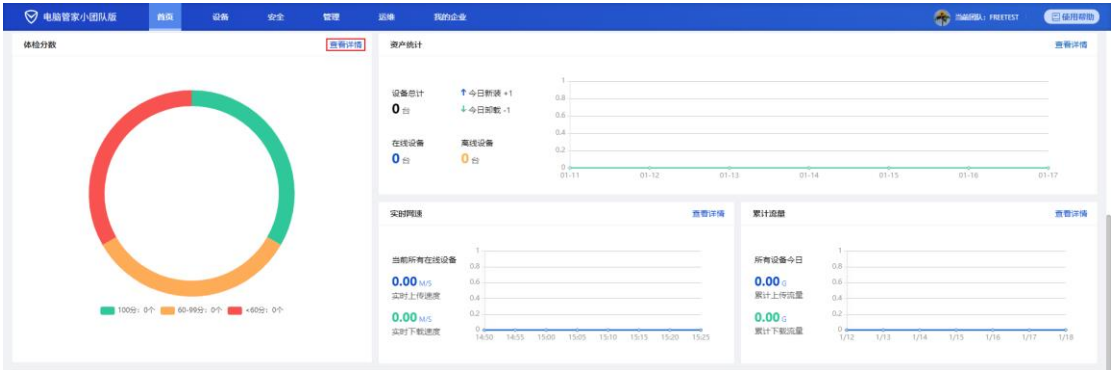 电脑管家小团队版 首页 设备 安全 管理 运维 我的企业 当前团队: FREETEST 使用帮助
体检分数 查看详情
100分: 0个 60-99分: 0个 <60分: 0个
资产统计 查看详情
设备总计 ↑今日新装 +1
0台 ↓今日卸载 -1
在线设备 离线设备
0台 0台
1
0.8
0.6
0.4
0.2
0
01-11 01-12 01-13 01-14 01-15 01-16 01-17
实时网速 查看详情
当前所有在线设备
0.00 M/S
实时上传速度
0.00 M/S
实时下载速度
1
0.8
0.6
0.4
0.2
0
14:50 14:55 15:00 15:05 15:10 15:15 15:20 15:25
累计流量 查看详情
所有设备今日
0.00 G
累计上传流量
0.00 G
累计下载流量
1
0.8
0.6
0.4
0.2
0
1/12 1/13 1/14 1/15 1/16 1/17 1/18